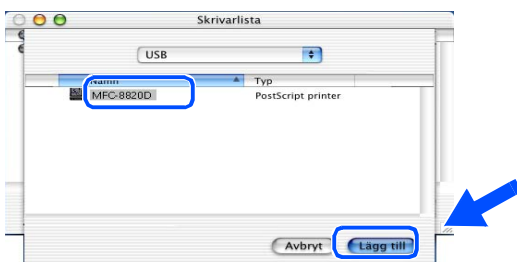 Skrivarlista
USB
Namn Typ
MFC-8820D PostScript printer
Avbryt Lägg till